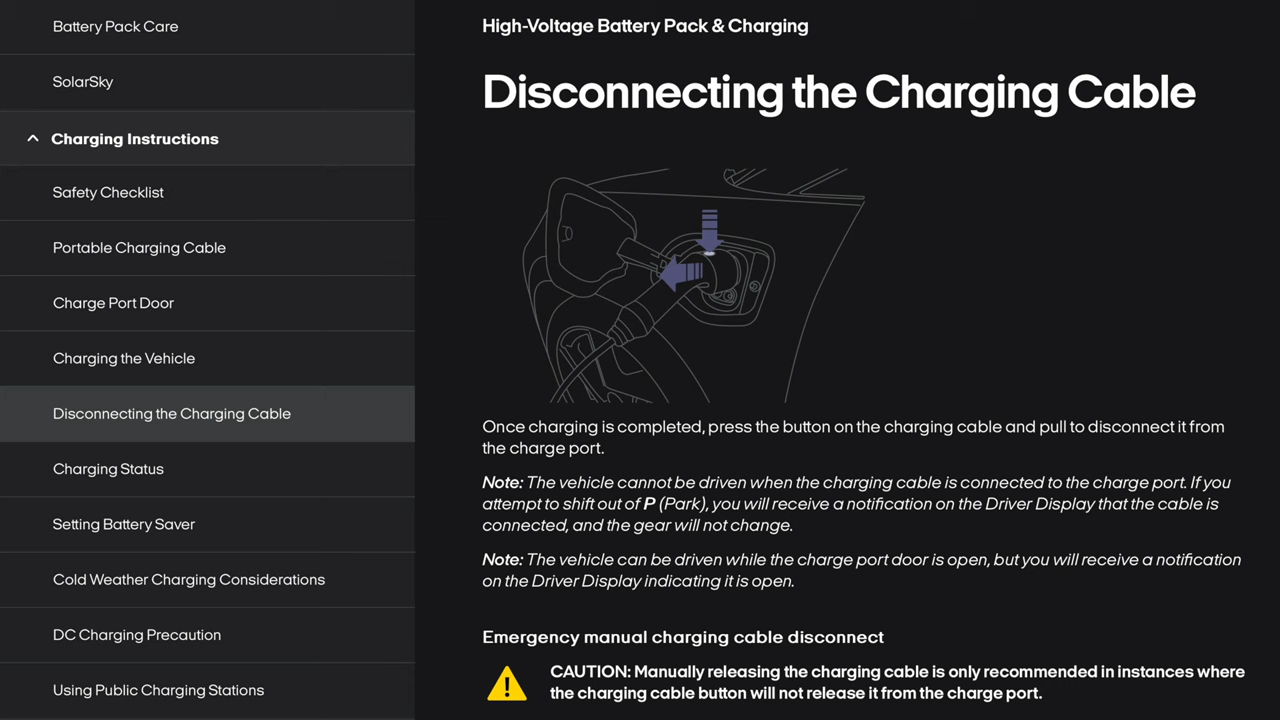 Battery Pack Care
SolarSky
Charging Instructions
Safety Checklist
Portable Charging Cable
Charge Port Door
Charging the Vehicle
Disconnecting the Charging Cable
Charging Status
Setting Battery Saver
Cold Weather Charging Considerations
DC Charging Precaution
Using Public Charging Stations
High-Voltage Battery Pack & Charging
Disconnecting the Charging Cable
Once charging is completed, press the button on the charging cable and pull to disconnect it from
the charge port.
Note: The vehicle cannot be driven when the charging cable is connected to the charge port. If you
attempt to shift out of P (Park), you will receive a notification on the Driver Display that the cable is
connected, and the gear will not change.
Note: The vehicle can be driven while the charge port door is open, but you will receive a notification
on the Driver Display indicating it is open.
Emergency manual charging cable disconnect
CAUTION: Manually releasing the charging cable is only recommended in instances where
the charging cable button will not release it from the charge port.